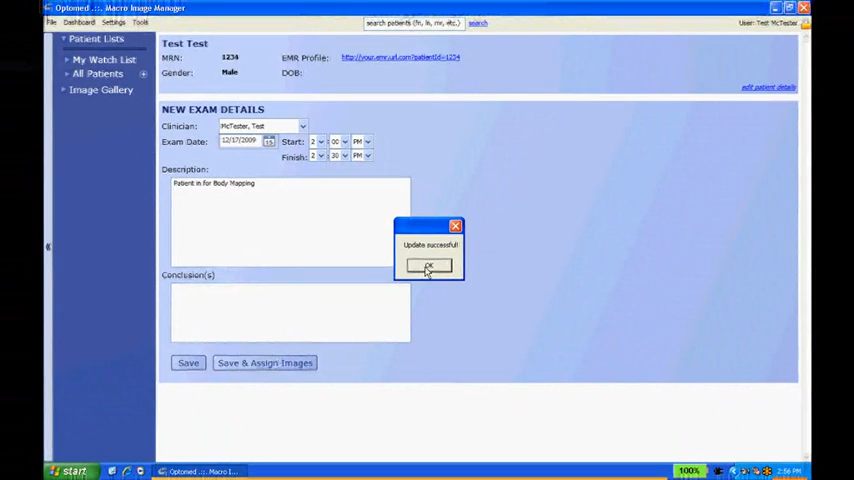 Optomed .::. Macro Image Manager
File Dashboard Settings Tools
search patients (fn, ln, mr, etc.) search
User: Test McTester
Patient Lists
My Watch List
All Patients
Image Gallery
Test Test
MRN: 1234 EMR Profile: http://your.emr.url.com?patientId=1234
Gender: Male DOB:
edit patient details
NEW EXAM DETAILS
Clinician: McTester, Test
Exam Date: 12/17/2009 15 Start: 2 : 00 PM
Finish: 2 : 30 PM
Description:
Patient in for Body Mapping
Update successful!
OK
Conclusion(s)
Save Save & Assign Images
start Optomed .::. Macro I... 100% 2:56 PM